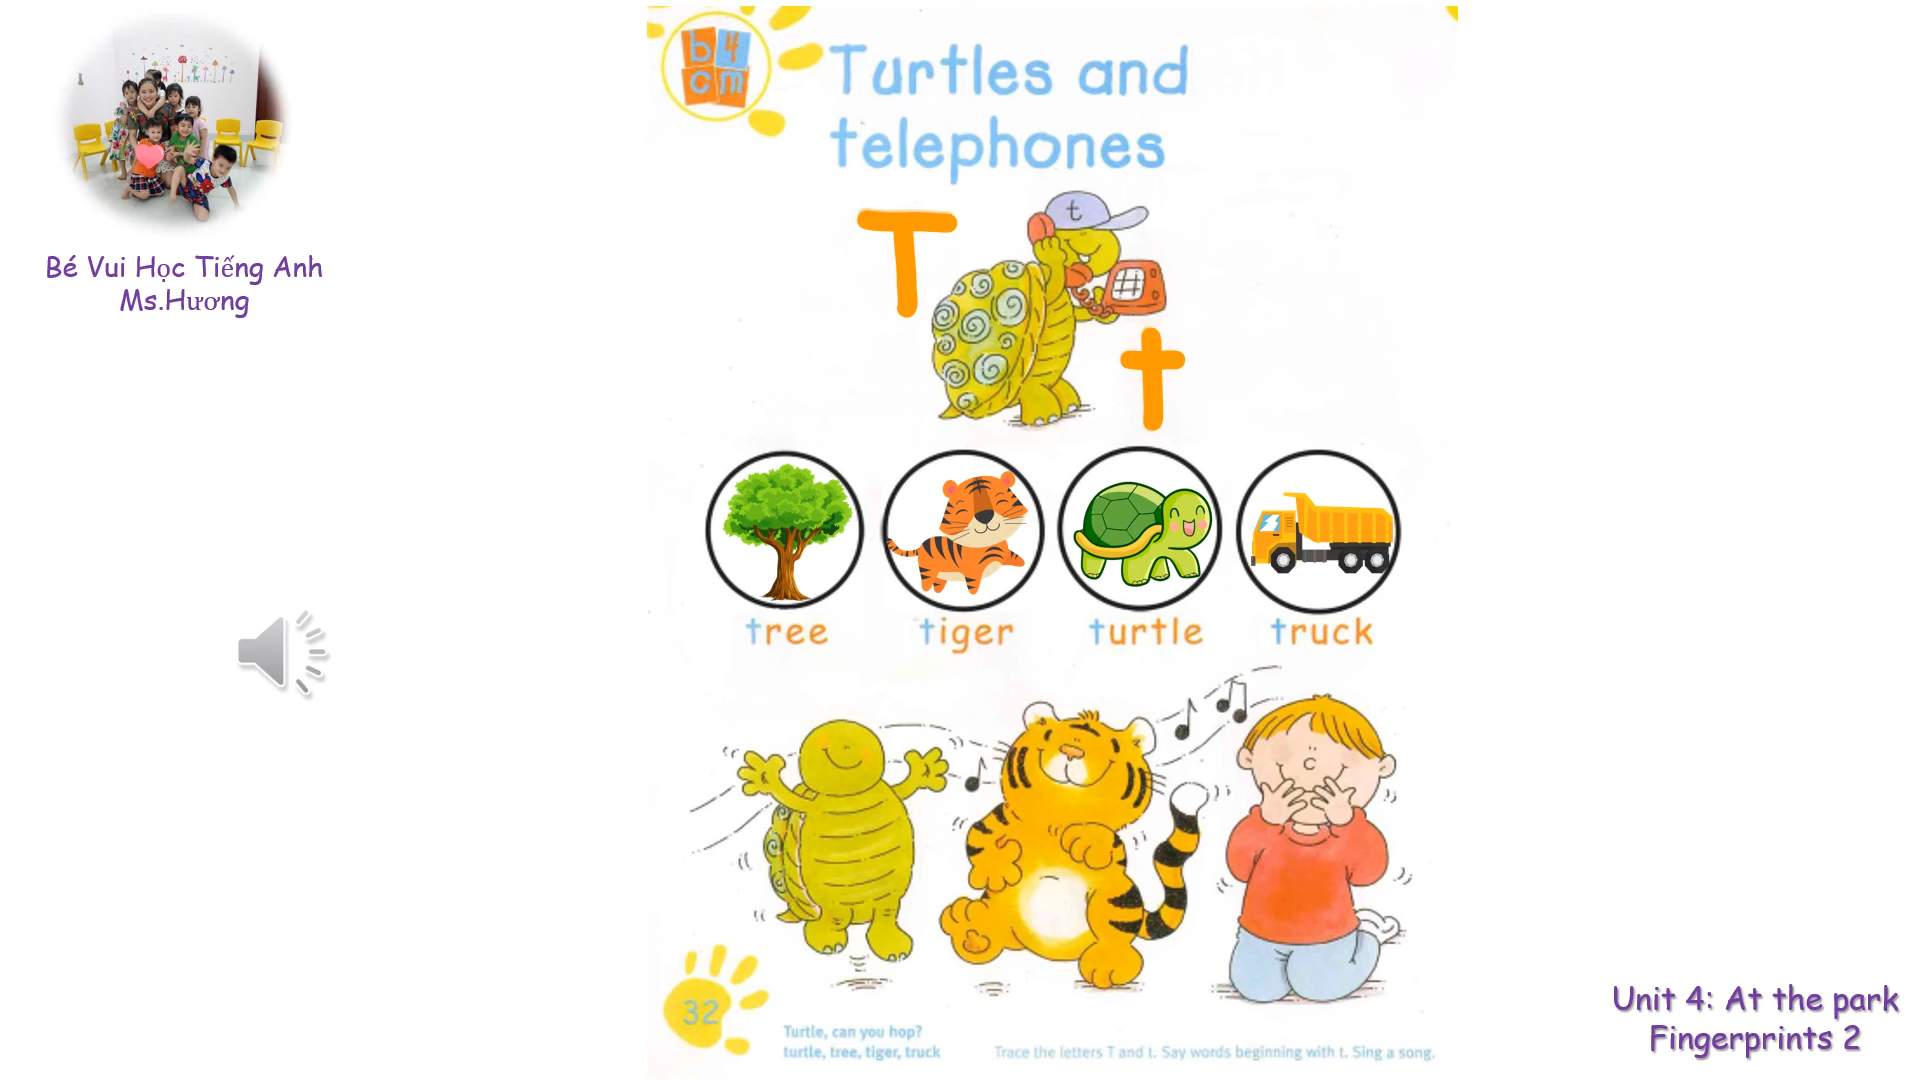 Bé Vui Học Tiếng Anh
Ms.Hương
b 4
c m
Turtles and
telephones
T
t
t
tree tiger turtle truck
32
Turtle, can you hop?
turtle, tree, tiger, truck
Trace the letters T and t. Say words beginning with t. Sing a song.
Unit 4: At the park
Fingerprints 2